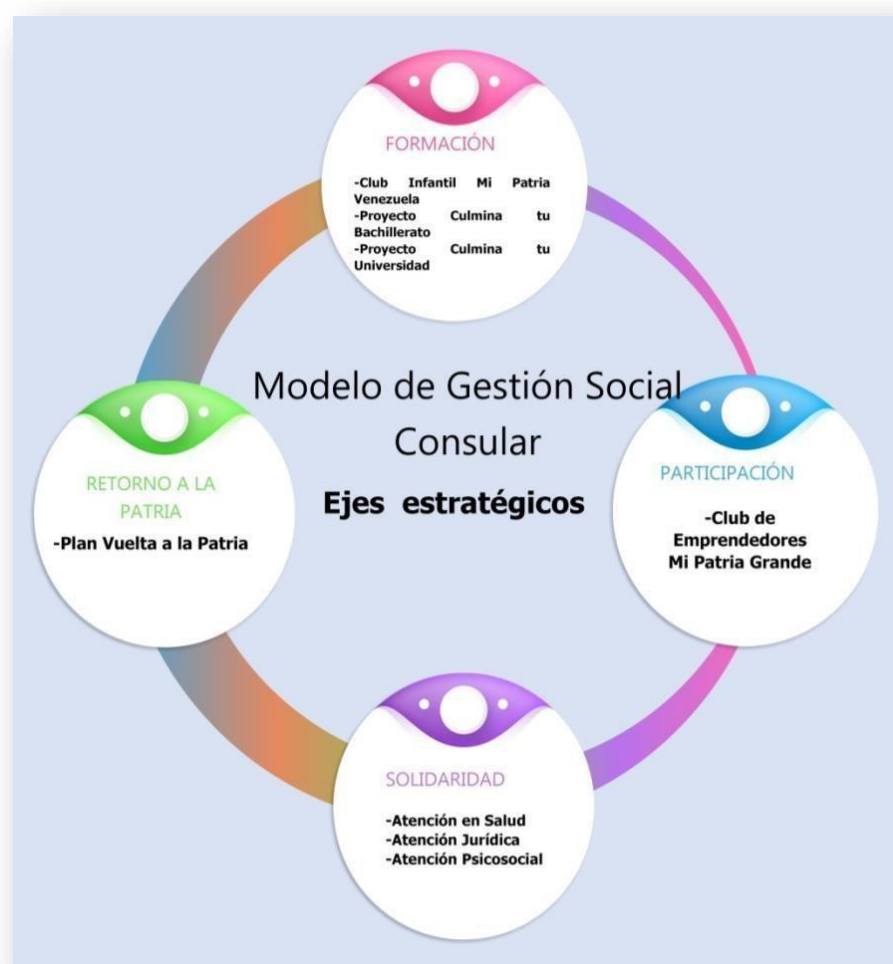 FORMACIÓN
-Club Infantil Mi Patria
Venezuela
-Proyecto Culmina tu
Bachillerato
-Proyecto Culmina tu
Universidad
Modelo de Gestión Social
Consular
Ejes estratégicos
RETORNO A LA
PATRIA
-Plan Vuelta a la Patria
PARTICIPACIÓN
-Club de
Emprendedores
Mi Patria Grande
SOLIDARIDAD
-Atención en Salud
-Atención Jurídica
-Atención Psicosocial